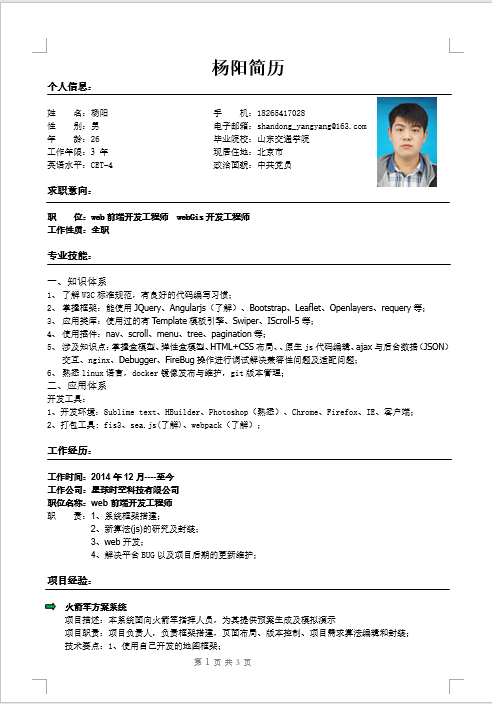 杨阳简历
个人信息：
姓 名：杨阳 手 机：18265417028
性 别：男 电子邮箱：shandong_yangyang@163.com
年 龄：26 毕业院校：山东交通学院
工作年限：3 年 现居住地：北京市
英语水平：CET-4 政治面貌：中共党员
求职意向：
职 位：web 前端开发工程师 webGis 开发工程师
工作性质：全职
专业技能：
一、知识体系
1、 了解 W3C 标准规范，有良好的代码编写习惯；
2、 掌握框架：能使用 JQuery、Angularjs（了解）、Bootstrap、Leaflet、Openlayers、requery 等；
3、 应用类库：使用过的有 Template 模板引擎、Swiper、IScroll-5 等；
4、 使用插件：nav、scroll、menu、tree、pagination 等；
5、 涉及知识点：掌握盒模型、弹性盒模型、HTML+CSS 布局、、原生 js 代码编辑、ajax 与后台数据（JSON）
交互、nginx、Debugger、FireBug 操作进行调试解决兼容性问题及适配问题；
6、 熟悉 linux 语言，docker 镜像发布与维护，git 版本管理；
二、应用体系
开发工具：
1、开发环境：Sublime text、HBuilder、Photoshop（熟悉）、Chrome、Firefox、IE、客户端；
2、打包工具：fis3、sea.js(了解)、webpack（了解）；
工作经历：
工作时间：2014 年 12 月----至今
工作公司：星球时空科技有限公司
职位名称：web 前端开发工程师
职 责：1、系统框架搭建；
2、新算法(js)的研究及封装；
3、web 开发；
4、解决平台 BUG 以及项目后期的更新维护；
项目经验：
火箭军方案系统
项目描述：本系统面向火箭军指挥人员，为其提供预案生成及模拟演示
项目职责：项目负责人，负责框架搭建，页面布局、版本控制、项目需求算法编辑和封装；
技术要点：1、使用自己开发的地图框架；
第 1 页 共 3 页